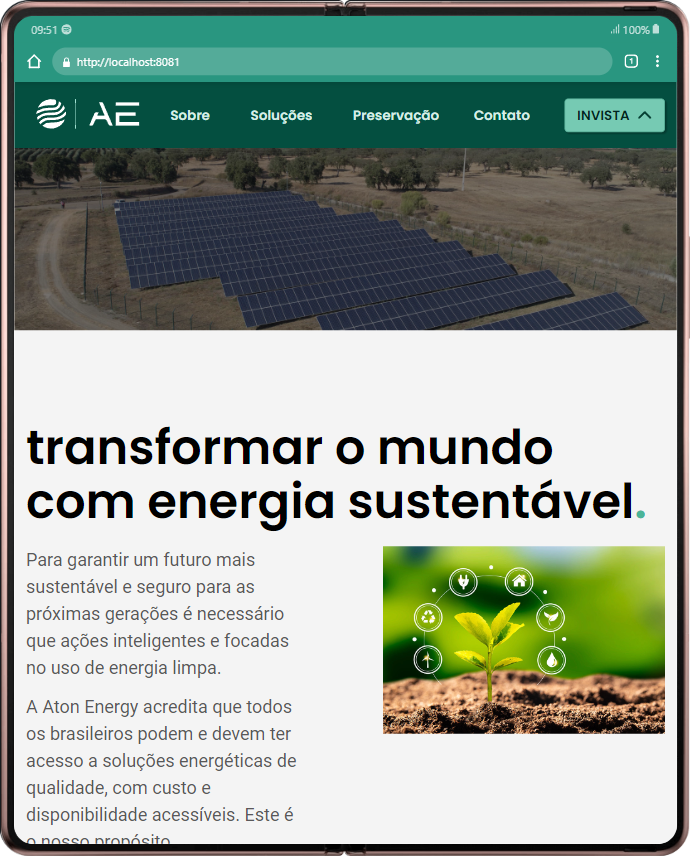 09:51
100%
http://localhost:8081
1
AE
Sobre
Soluções
Preservação
Contato
INVISTA
transformar o mundo
com energia sustentável.
Para garantir um futuro mais
sustentável e seguro para as
próximas gerações é necessário
que ações inteligentes e focadas
no uso de energia limpa.
A Aton Energy acredita que todos
os brasileiros podem e devem ter
acesso a soluções energéticas de
qualidade, com custo e
disponibilidade acessíveis. Este é
o nosso propósito